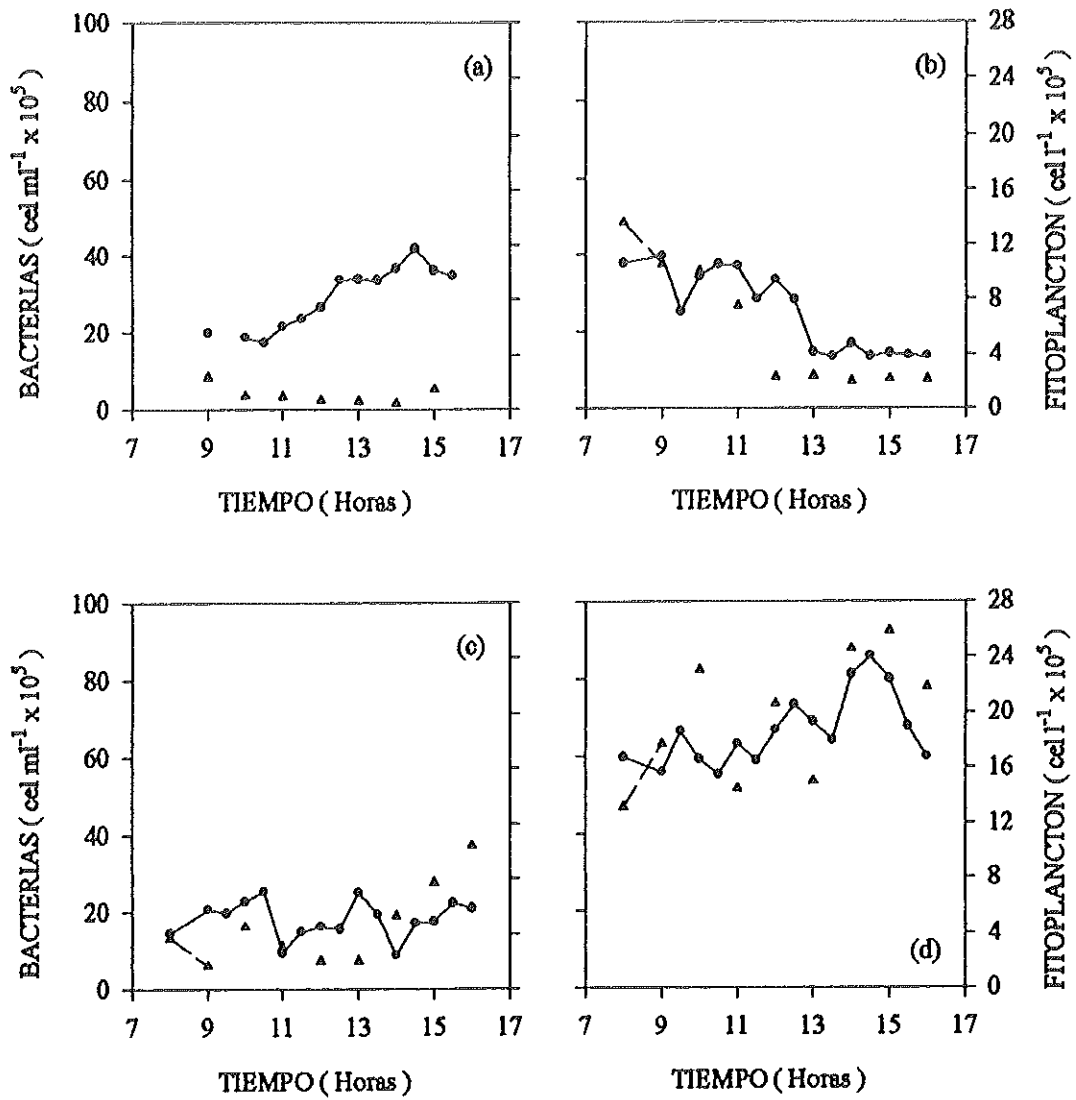 100
80
60
40
20
0
BACTERIAS ( cel ml⁻¹ x 10⁵ )
(a)
7 9 11 13 15 17
TIEMPO ( Horas )
(b)
28
24
20
16
12
8
4
0
FITOPLANCTON ( cel l⁻¹ x 10⁵ )
7 9 11 13 15 17
TIEMPO ( Horas )
100
80
60
40
20
0
BACTERIAS ( cel ml⁻¹ x 10⁵ )
(c)
7 9 11 13 15 17
TIEMPO ( Horas )
28
24
20
16
12
8
4
0
FITOPLANCTON ( cel l⁻¹ x 10⁵ )
(d)
7 9 11 13 15 17
TIEMPO ( Horas )